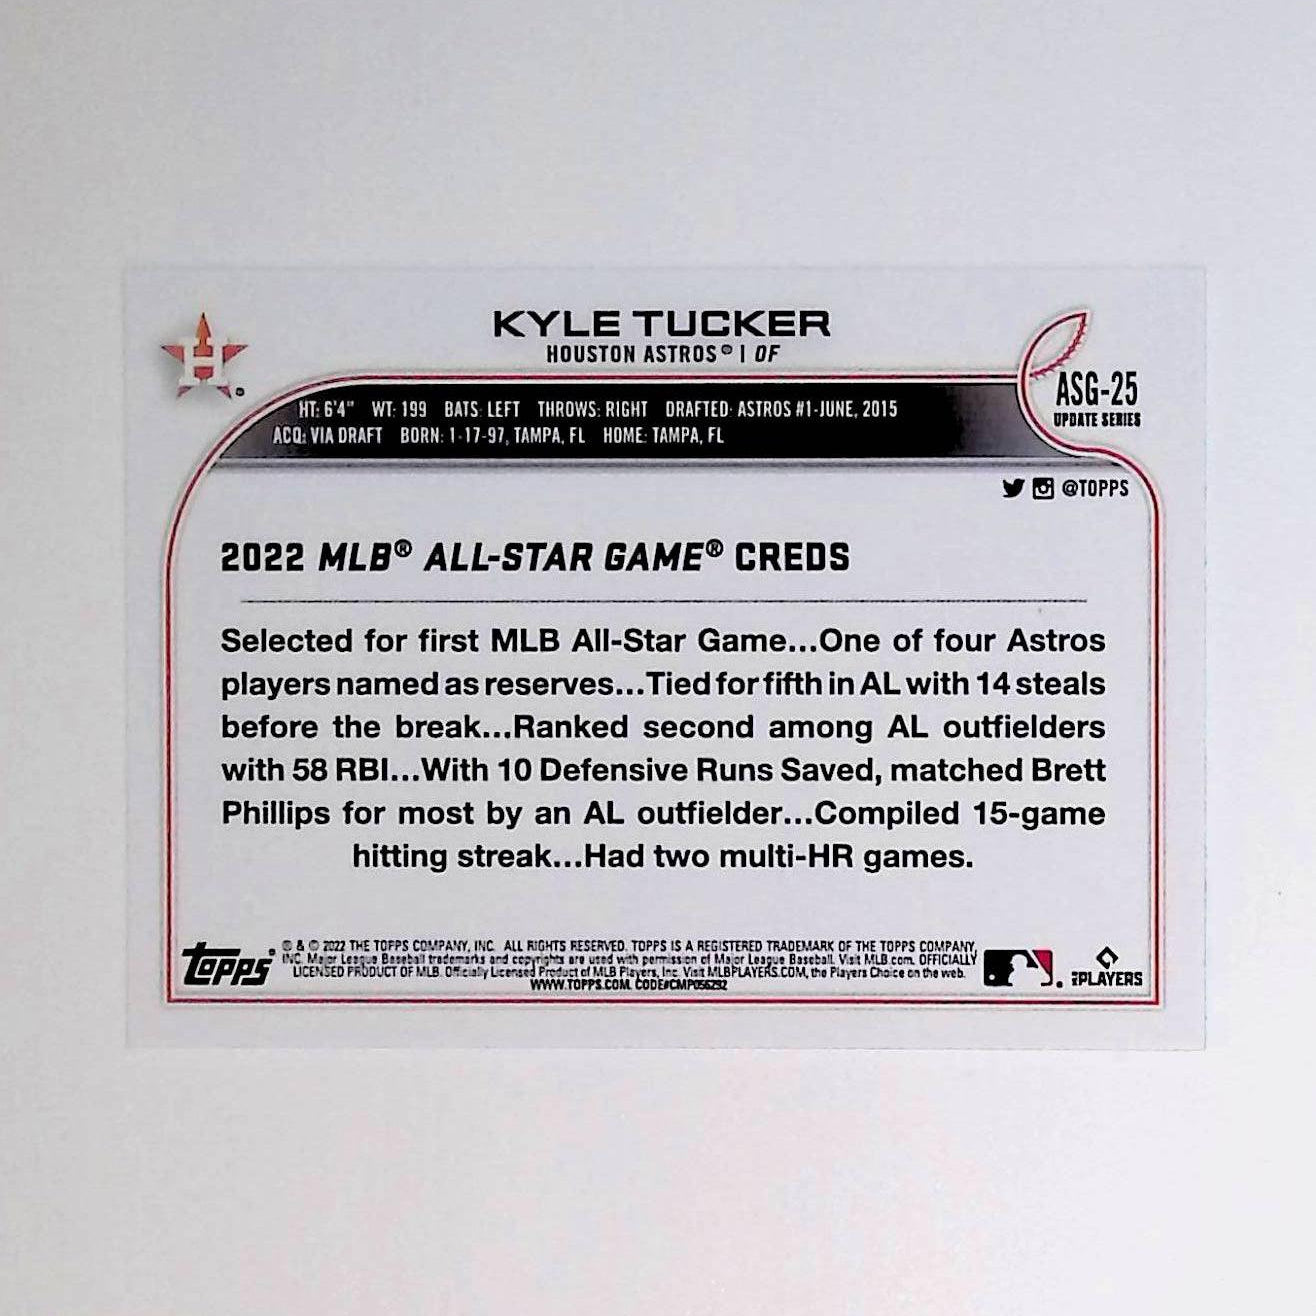 KYLE TUCKER
HOUSTON ASTROS® | OF
ASG-25
UPDATE SERIES
HT: 6'4" WT: 199 BATS: LEFT THROWS: RIGHT DRAFTED: ASTROS #1-JUNE, 2015
ACQ: VIA DRAFT BORN: 1-17-97, TAMPA, FL HOME: TAMPA, FL
@TOPPS
2022 MLB® ALL-STAR GAME® CREDS
Selected for first MLB All-Star Game...One of four Astros
players named as reserves...Tied for fifth in AL with 14 steals
before the break...Ranked second among AL outfielders
with 58 RBI...With 10 Defensive Runs Saved, matched Brett
Phillips for most by an AL outfielder...Compiled 15-game
hitting streak...Had two multi-HR games.
topps®
® & © 2022 THE TOPPS COMPANY, INC. ALL RIGHTS RESERVED. TOPPS IS A REGISTERED TRADEMARK OF THE TOPPS COMPANY,
INC. Major League Baseball trademarks and copyrights are used with permission of Major League Baseball. Visit MLB.com. OFFICIALLY
LICENSED PRODUCT OF MLB. Officially Licensed Product of MLB Players, Inc. Visit MLBPLAYERS.COM, the Players Choice on the web.
WWW.TOPPS.COM. CODE#CMP056292
PLAYERS